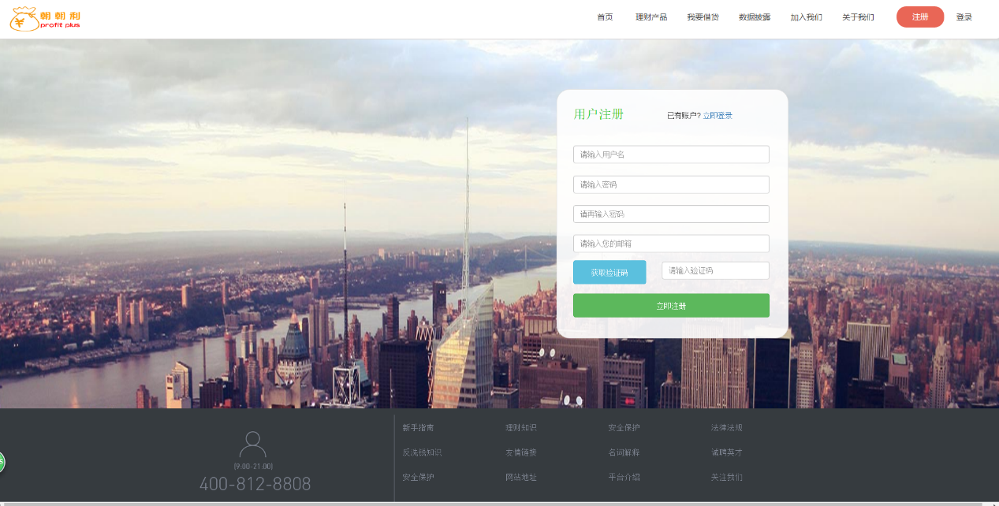 朝朝利
profit plus
首页 理财产品 我要借贷 数据披露 加入我们 关于我们 注册 登录
用户注册 已有账户? 立即登录
请输入用户名
请输入密码
请再输入密码
请输入您的邮箱
获取验证码 请输入验证码
立即注册
新手指南 理财知识 安全保护 法律法规
反洗钱知识 友情链接 名词解释 诚聘英才
安全保护 网站地址 平台介绍 关注我们
(9:00-21:00)
400-812-8808